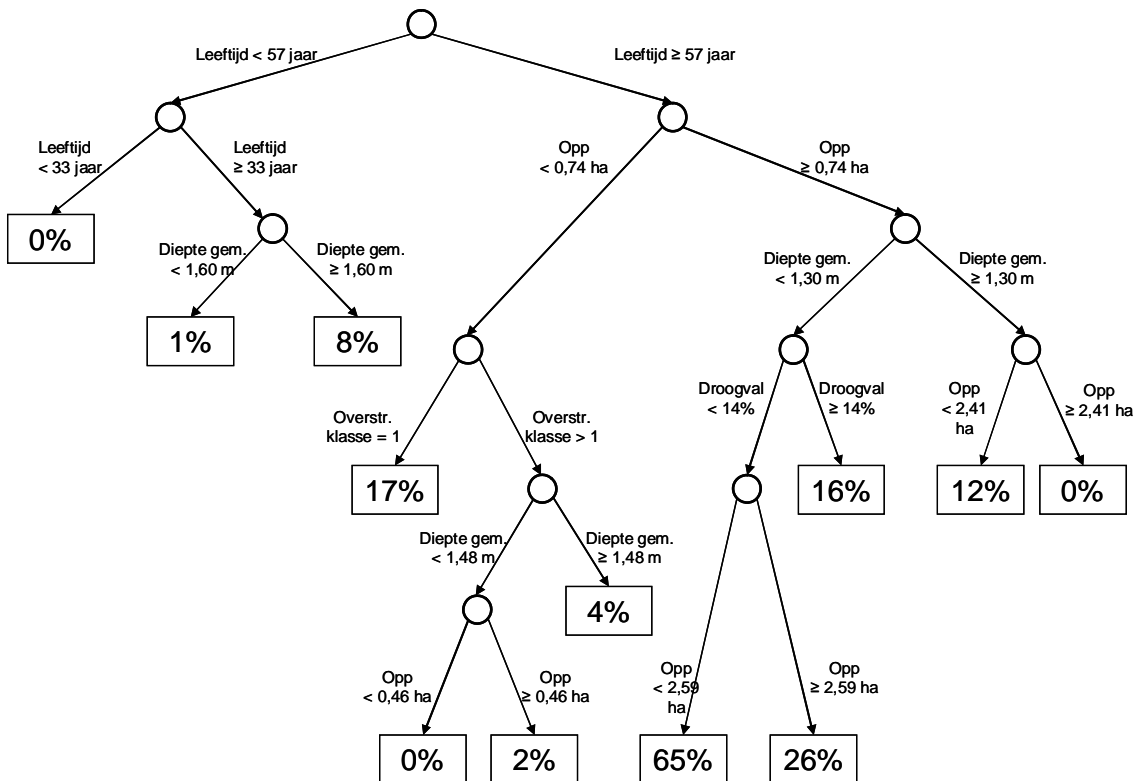 Leeftijd < 57 jaar
Leeftijd ≥ 57 jaar
Leeftijd
< 33 jaar
Leeftijd
≥ 33 jaar
Opp
< 0,74 ha
Opp
≥ 0,74 ha
0%
Diepte gem.
< 1,60 m
Diepte gem.
≥ 1,60 m
Diepte gem.
< 1,30 m
Diepte gem.
≥ 1,30 m
1%
8%
Overstr.
klasse = 1
Overstr.
klasse > 1
Droogval
< 14%
Droogval
≥ 14%
Opp
< 2,41
ha
Opp
≥ 2,41 ha
17%
16%
12%
0%
Diepte gem.
< 1,48 m
Diepte gem.
≥ 1,48 m
4%
Opp
< 0,46 ha
Opp
≥ 0,46 ha
Opp
< 2,59
ha
Opp
≥ 2,59 ha
0%
2%
65%
26%